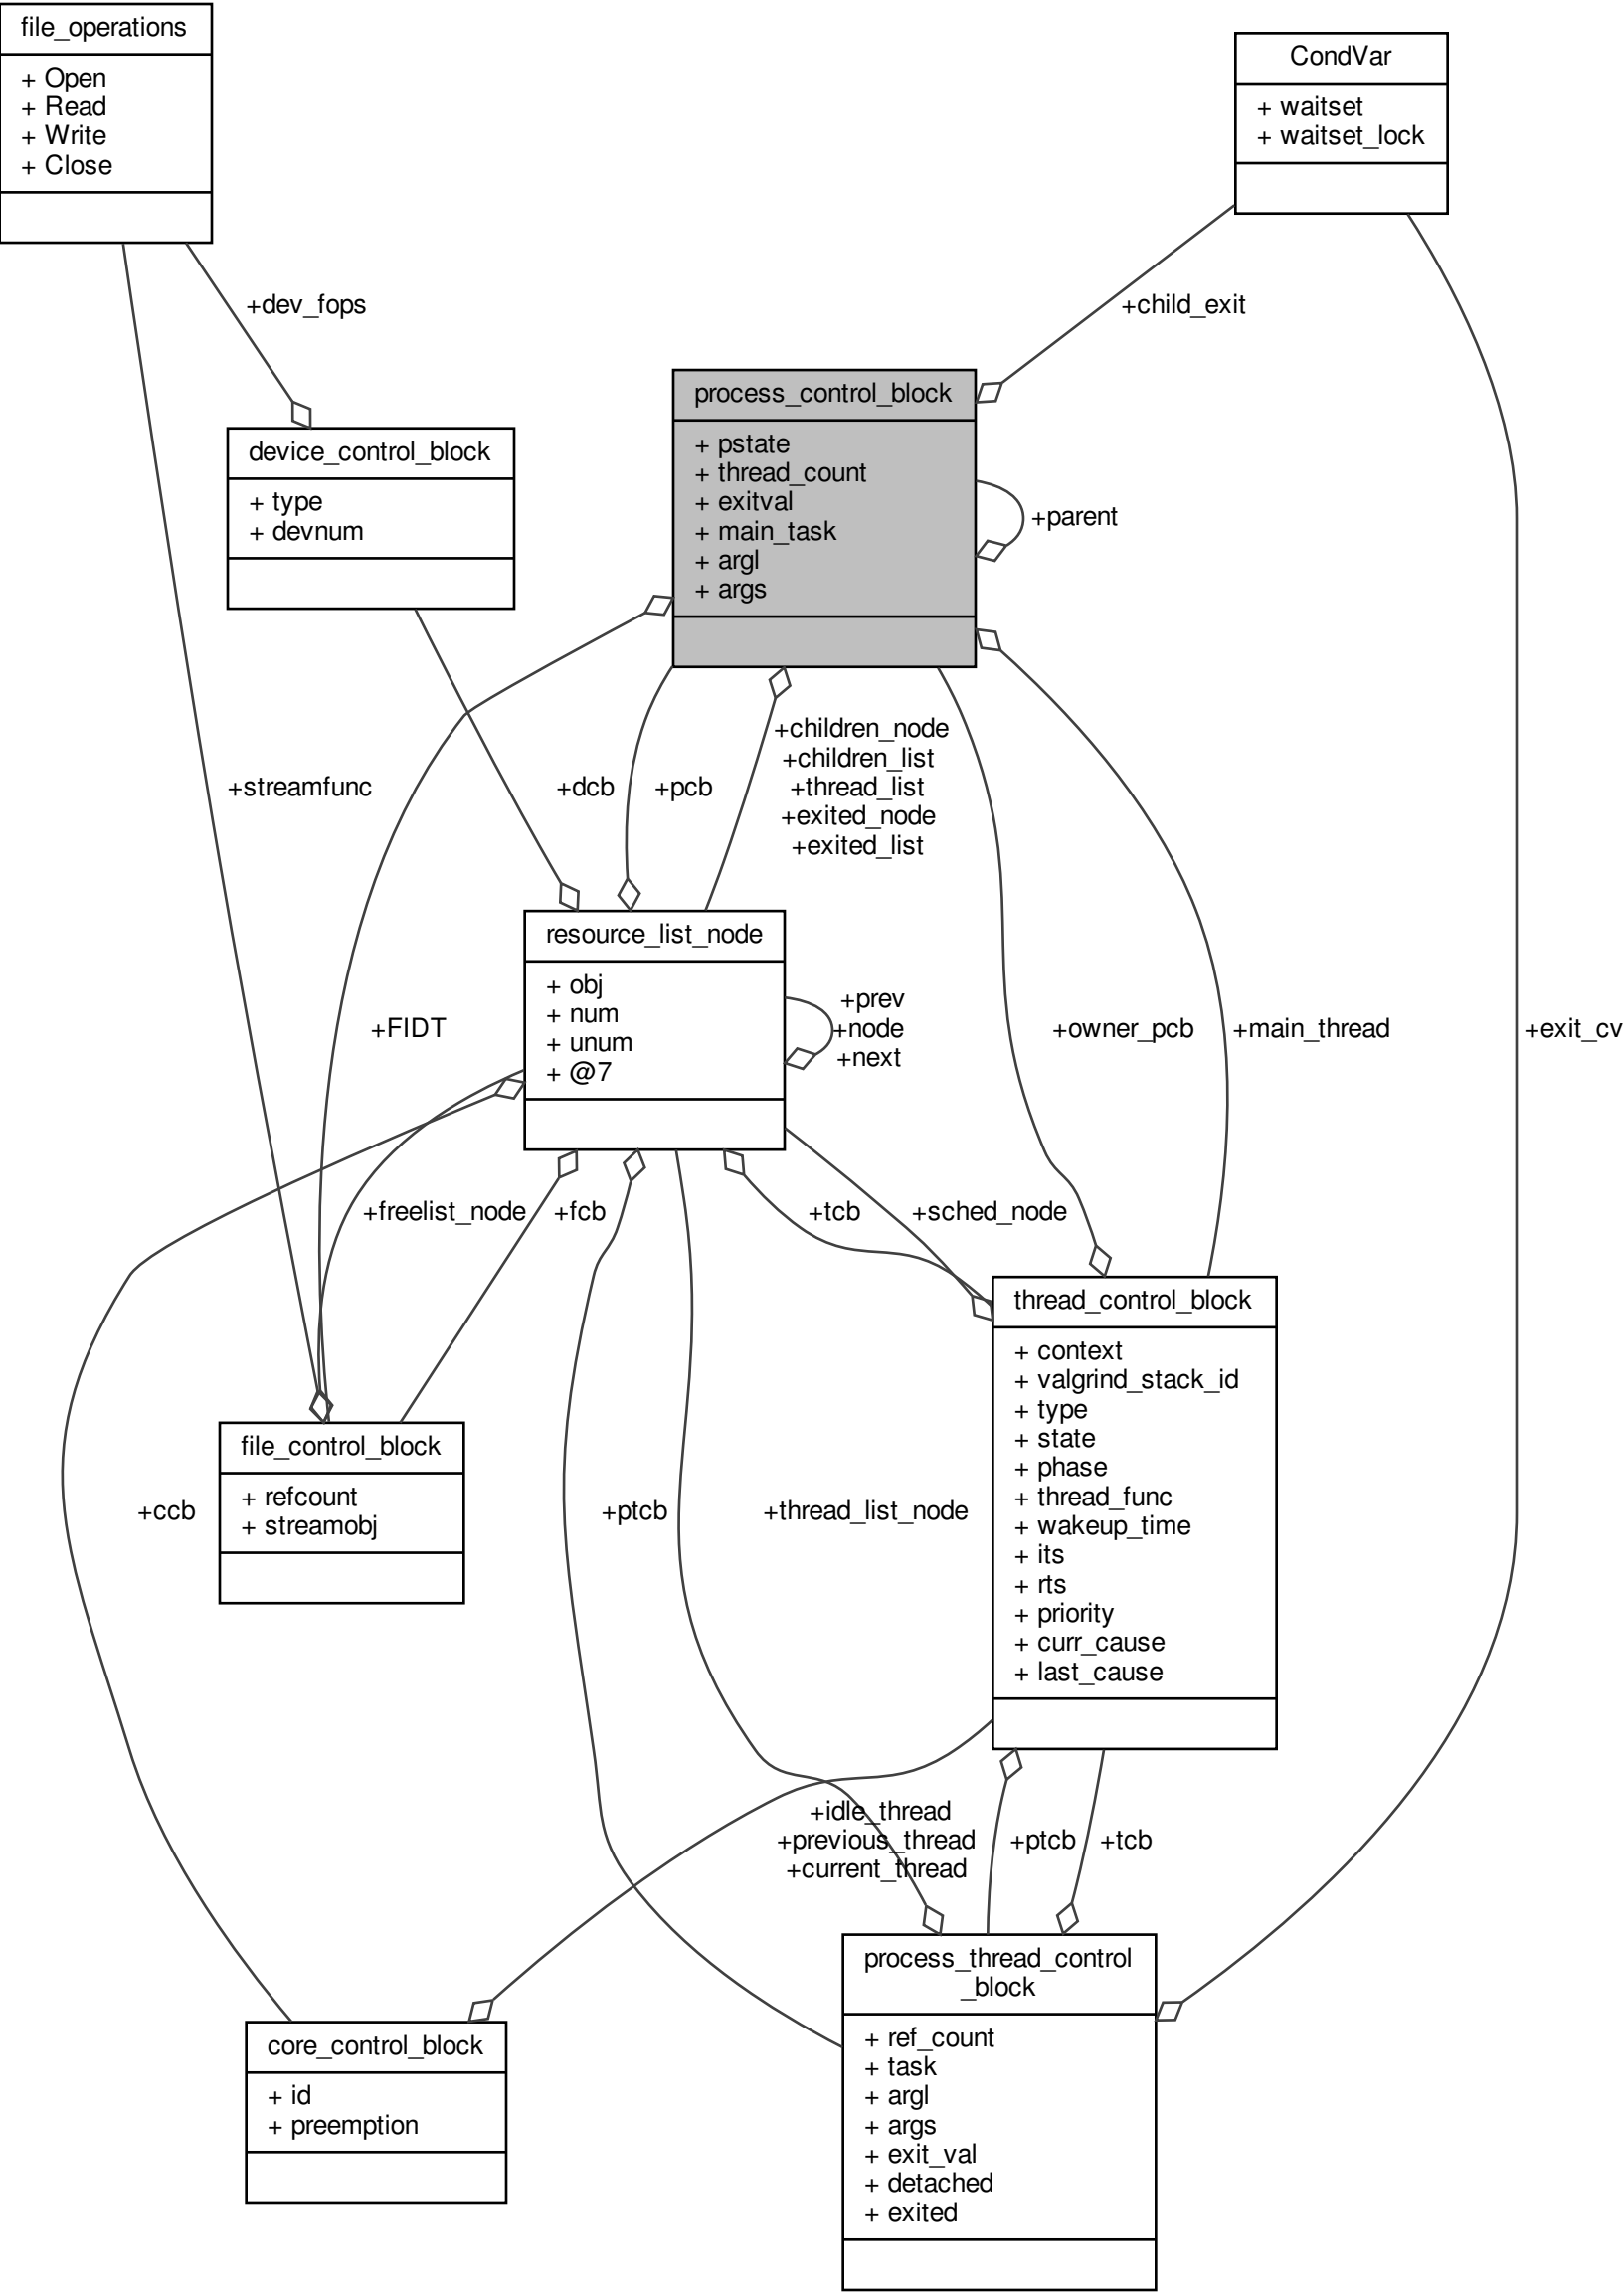 file_operations
+ Open
+ Read
+ Write
+ Close
CondVar
+ waitset
+ waitset_lock
+dev_fops
+child_exit
process_control_block
+ pstate
+ thread_count
+ exitval
+ main_task
+ argl
+ args
+parent
device_control_block
+ type
+ devnum
+streamfunc
+dcb
+pcb
+children_node
+children_list
+thread_list
+exited_node
+exited_list
resource_list_node
+ obj
+ num
+ unum
+ @7
+prev
+node
+next
+FIDT
+owner_pcb
+main_thread
+exit_cv
+freelist_node
+fcb
+tcb
+sched_node
thread_control_block
+ context
+ valgrind_stack_id
+ type
+ state
+ phase
+ thread_func
+ wakeup_time
+ its
+ rts
+ priority
+ curr_cause
+ last_cause
file_control_block
+ refcount
+ streamobj
+ccb
+ptcb
+thread_list_node
+idle_thread
+previous_thread
+current_thread
+ptcb
+tcb
process_thread_control
_block
+ ref_count
+ task
+ argl
+ args
+ exit_val
+ detached
+ exited
core_control_block
+ id
+ preemption